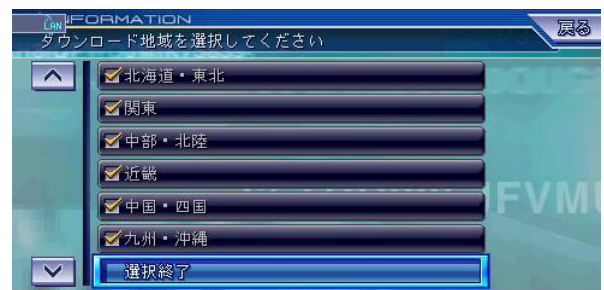 LAN INFORMATION
ダウンロード地域を選択してください
戻る
北海道・東北
関東
中部・北陸
近畿
中国・四国
九州・沖縄
選択終了